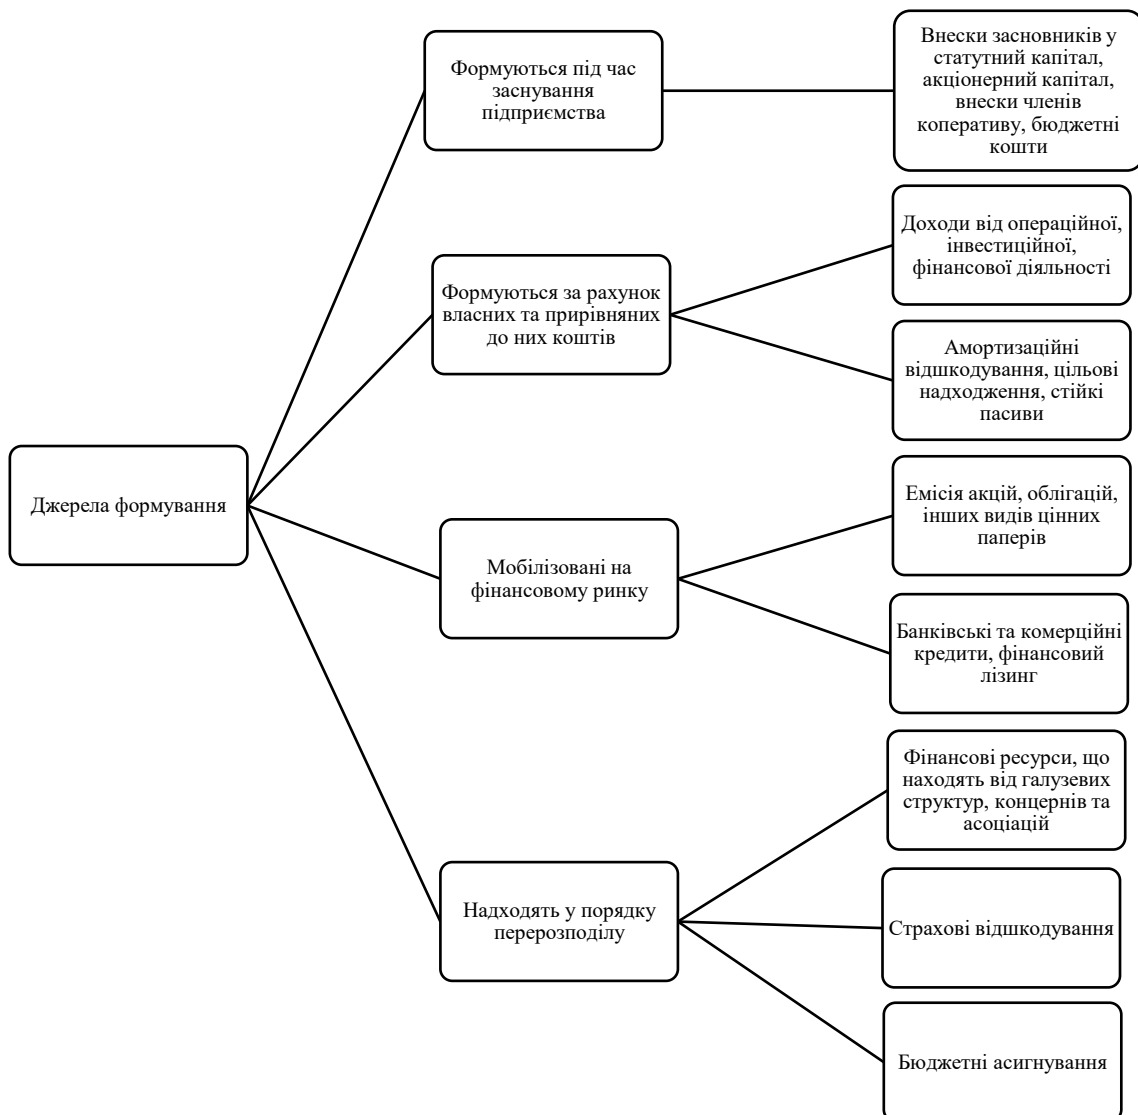 Джерела формування
Формуються під час
заснування
підприємства
Внески засновників у
статутний капітал,
акціонерний капітал,
внески членів
коперативу, бюджетні
кошти
Формуються за рахунок
власних та прирівняних
до них коштів
Доходи від операційної,
інвестиційної,
фінансової діяльності
Амортизаційні
відшкодування, цільові
надходження, стійкі
пасиви
Мобілізовані на
фінансовому ринку
Емісія акцій, облігацій,
інших видів цінних
паперів
Банківські та комерційні
кредити, фінансовий
лізинг
Надходять у порядку
перерозподілу
Фінансові ресурси, що
находять від галузевих
структур, концернів та
асоціацій
Страхові відшкодування
Бюджетні асигнування